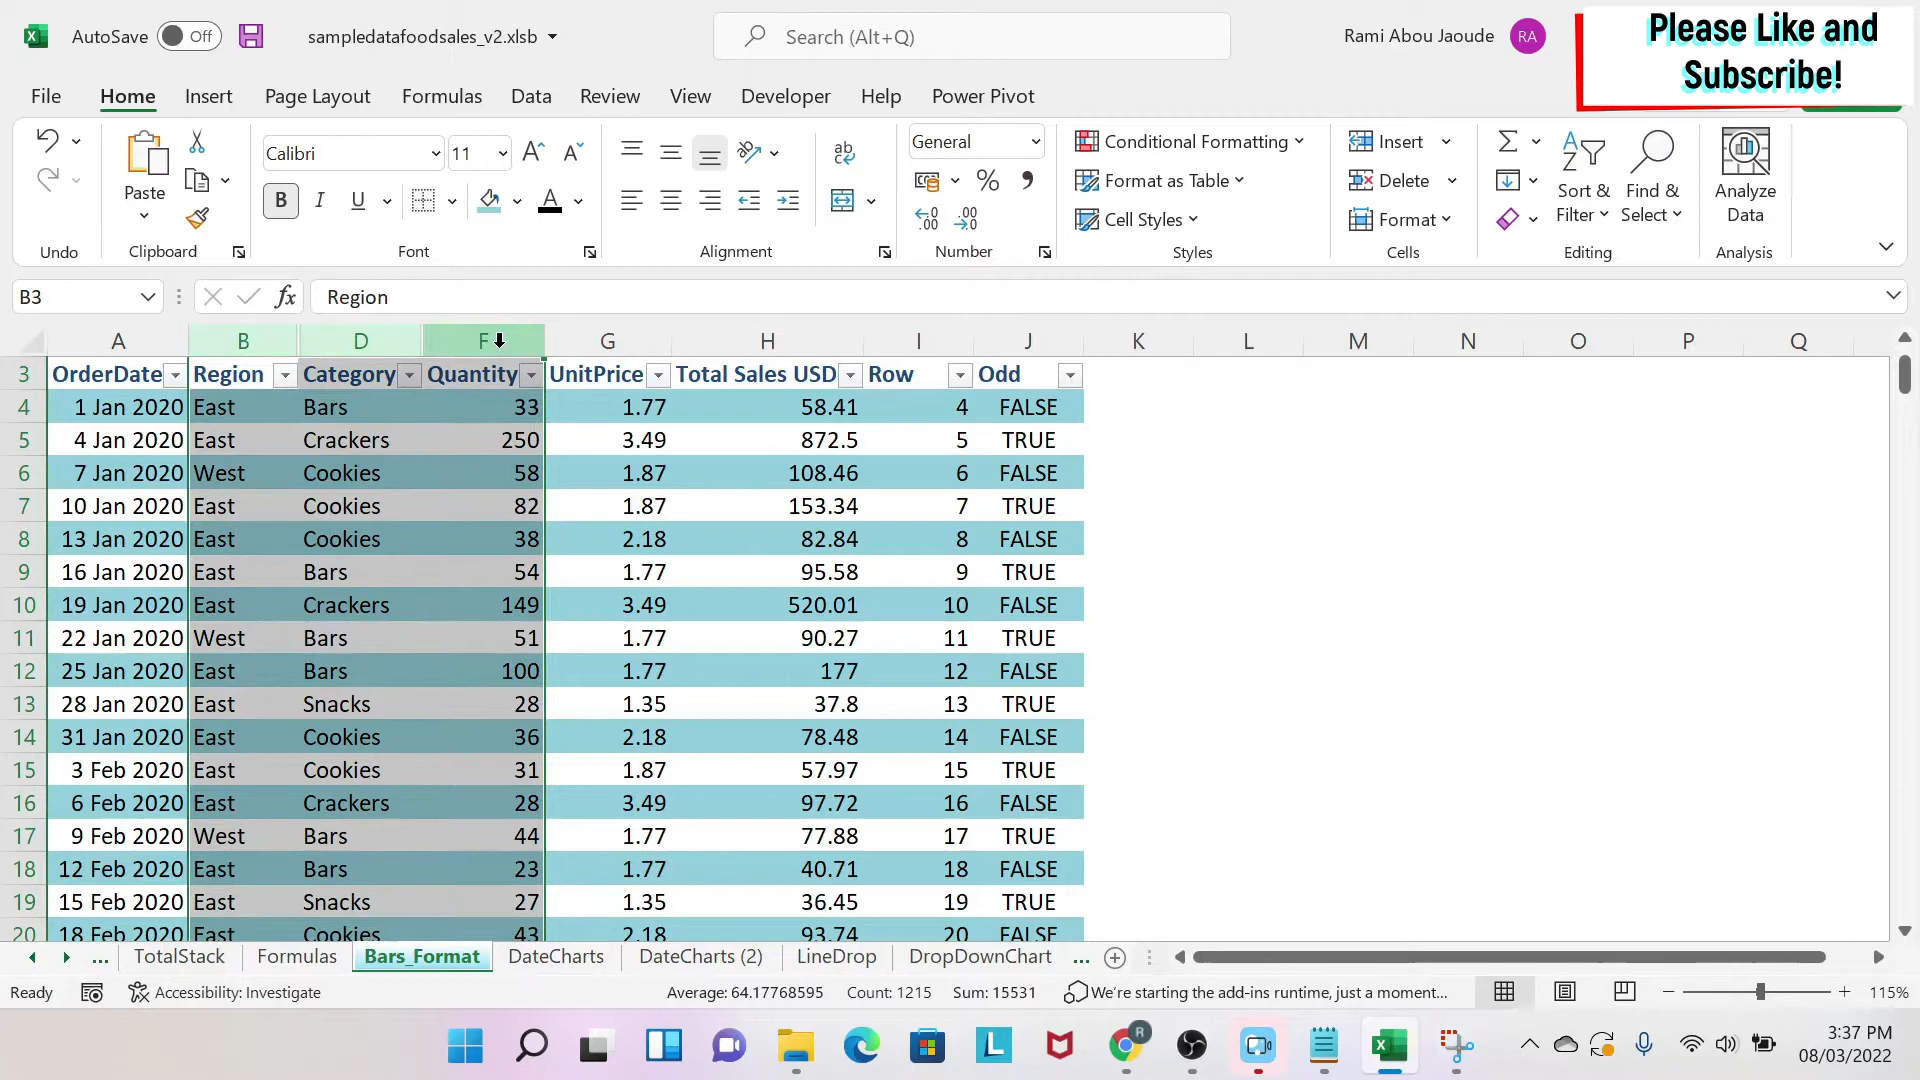 AutoSave Off sampledatafoodsales_v2.xlsb Search (Alt+Q) Rami Abou Jaoude RA
Please Like and
Subscribe!
File Home Insert Page Layout Formulas Data Review View Developer Help Power Pivot
Paste
Calibri 11
B I U
ab
General
Conditional Formatting
Format as Table
Cell Styles
Insert
Delete
Format
Sort &
Filter
Find &
Select
Analyze
Data
Undo Clipboard Font Alignment Number Styles Cells Editing Analysis
B3 fx Region
A B D F G H I J K L M N O P Q
3 OrderDate Region Category Quantity UnitPrice Total Sales USD Row Odd
4 1 Jan 2020 East Bars 33 1.77 58.41 4 FALSE
5 4 Jan 2020 East Crackers 250 3.49 872.5 5 TRUE
6 7 Jan 2020 West Cookies 58 1.87 108.46 6 FALSE
7 10 Jan 2020 East Cookies 82 1.87 153.34 7 TRUE
8 13 Jan 2020 East Cookies 38 2.18 82.84 8 FALSE
9 16 Jan 2020 East Bars 54 1.77 95.58 9 TRUE
10 19 Jan 2020 East Crackers 149 3.49 520.01 10 FALSE
11 22 Jan 2020 West Bars 51 1.77 90.27 11 TRUE
12 25 Jan 2020 East Bars 100 1.77 177 12 FALSE
13 28 Jan 2020 East Snacks 28 1.35 37.8 13 TRUE
14 31 Jan 2020 East Cookies 36 2.18 78.48 14 FALSE
15 3 Feb 2020 East Cookies 31 1.87 57.97 15 TRUE
16 6 Feb 2020 East Crackers 28 3.49 97.72 16 FALSE
17 9 Feb 2020 West Bars 44 1.77 77.88 17 TRUE
18 12 Feb 2020 East Bars 23 1.77 40.71 18 FALSE
19 15 Feb 2020 East Snacks 27 1.35 36.45 19 TRUE
20 18 Feb 2020 East Cookies 43 2.18 93.74 20 FALSE
... TotalStack Formulas Bars_Format DateCharts DateCharts (2) LineDrop DropDownChart ...
Ready Accessibility: Investigate Average: 64.17768595 Count: 1215 Sum: 15531 We're starting the add-ins runtime, just a moment... 115%
L R
3:37 PM
08/03/2022